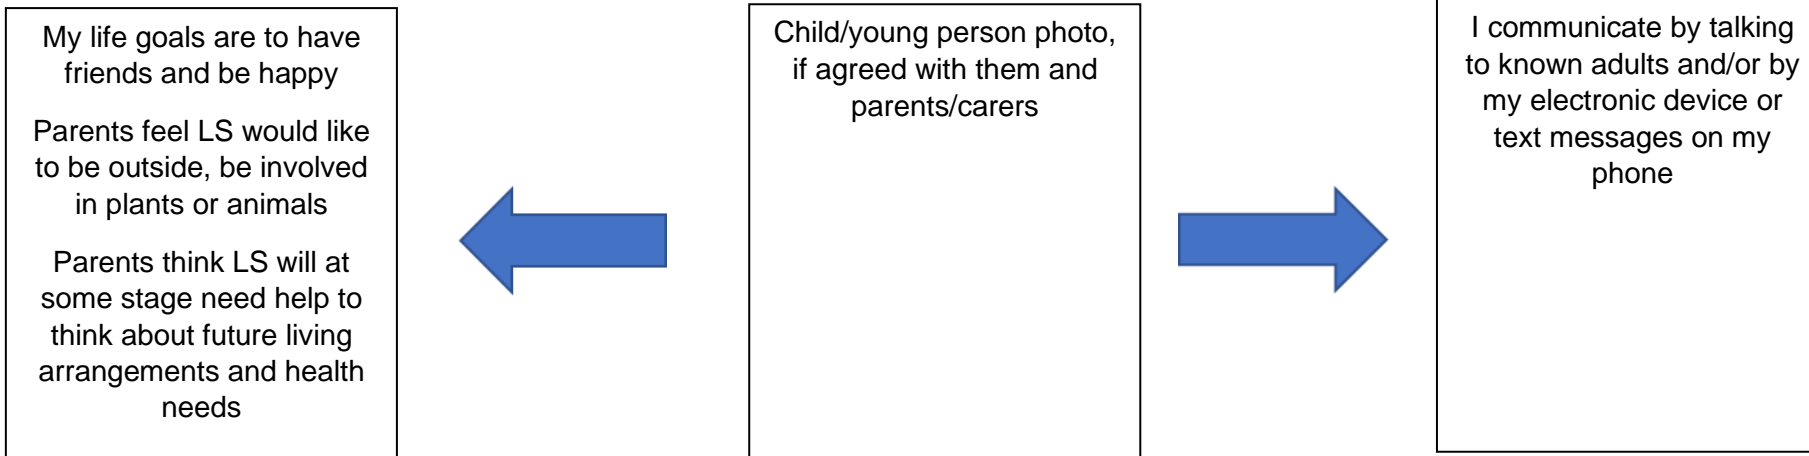 My life goals are to have
friends and be happy
Parents feel LS would like
to be outside, be involved
in plants or animals
Parents think LS will at
some stage need help to
think about future living
arrangements and health
needs
Child/young person photo,
if agreed with them and
parents/carers
I communicate by talking
to known adults and/or by
my electronic device or
text messages on my
phone